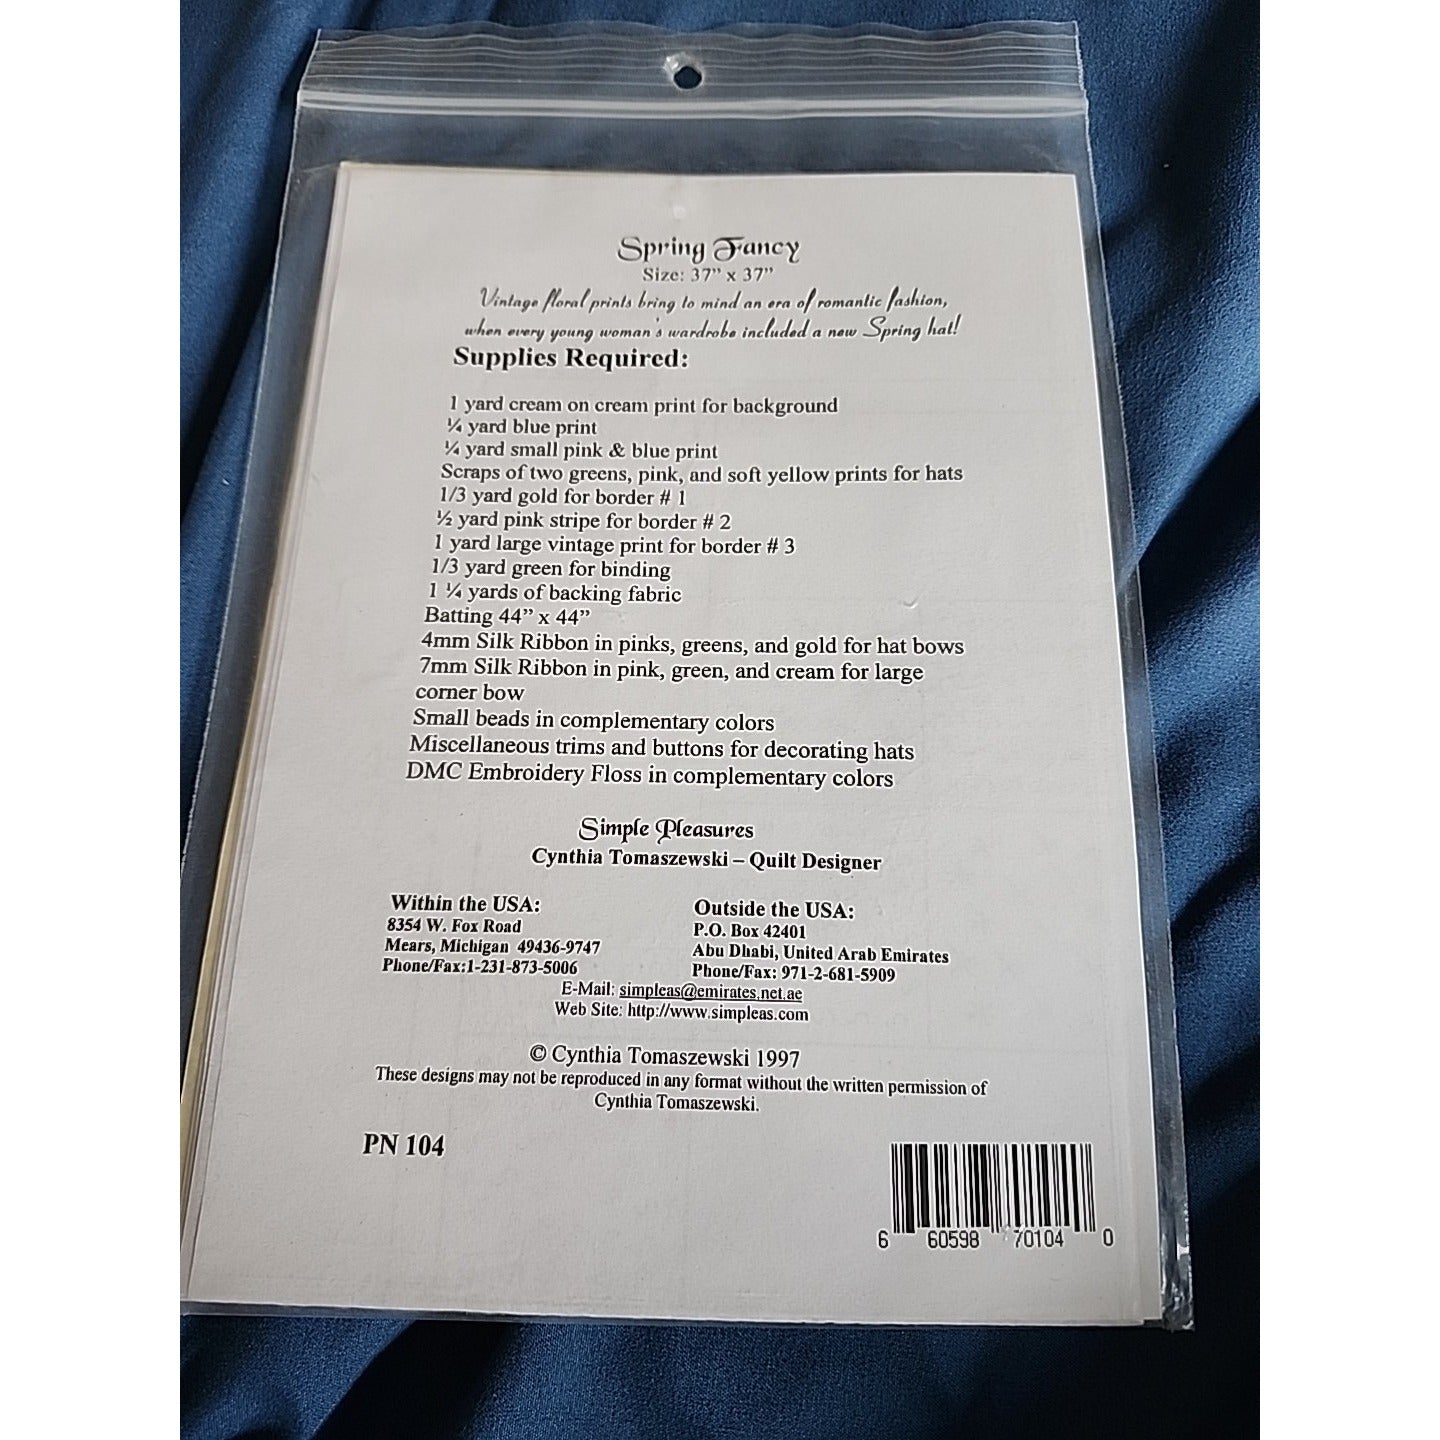 Spring Fancy
Size: 37” x 37”
Vintage floral prints bring to mind an era of romantic fashion,
when every young woman's wardrobe included a new Spring hat!
Supplies Required:
1 yard cream on cream print for background
¼ yard blue print
¼ yard small pink & blue print
Scraps of two greens, pink, and soft yellow prints for hats
1/3 yard gold for border # 1
½ yard pink stripe for border # 2
1 yard large vintage print for border # 3
1/3 yard green for binding
1 ¼ yards of backing fabric
Batting 44” x 44”
4mm Silk Ribbon in pinks, greens, and gold for hat bows
7mm Silk Ribbon in pink, green, and cream for large
corner bow
Small beads in complementary colors
Miscellaneous trims and buttons for decorating hats
DMC Embroidery Floss in complementary colors
Simple Pleasures
Cynthia Tomaszewski – Quilt Designer
Within the USA:
8354 W. Fox Road
Mears, Michigan 49436-9747
Phone/Fax:1-231-873-5006
Outside the USA:
P.O. Box 42401
Abu Dhabi, United Arab Emirates
Phone/Fax: 971-2-681-5909
E-Mail: simpleas@emirates.net.ae
Web Site: http://www.simpleas.com
© Cynthia Tomaszewski 1997
These designs may not be reproduced in any format without the written permission of
Cynthia Tomaszewski.
PN 104
6 60598 70104 0